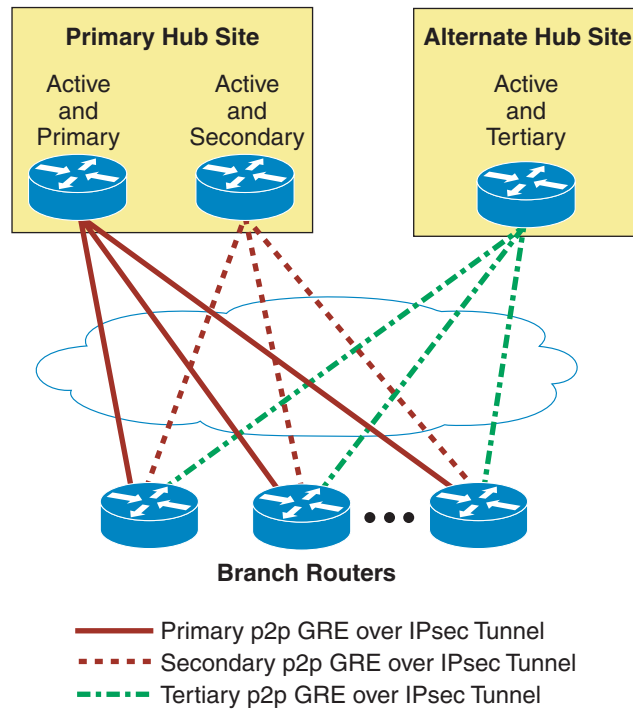 Primary Hub Site
Alternate Hub Site
Active
and
Primary
Active
and
Secondary
Active
and
Tertiary
Branch Routers
Primary p2p GRE over IPsec Tunnel
Secondary p2p GRE over IPsec Tunnel
Tertiary p2p GRE over IPsec Tunnel